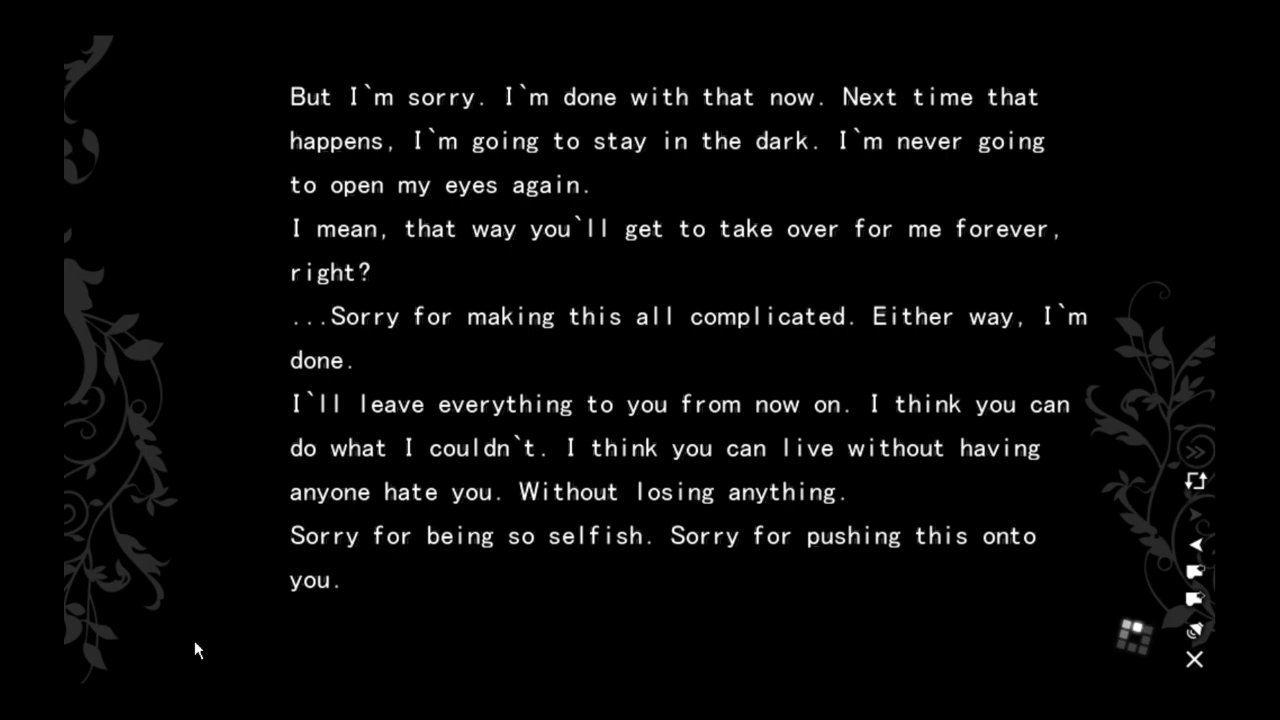 But I`m sorry. I`m done with that now. Next time that
happens, I`m going to stay in the dark. I`m never going
to open my eyes again.
I mean, that way you`ll get to take over for me forever,
right?
...Sorry for making this all complicated. Either way, I`m
done.
I`ll leave everything to you from now on. I think you can
do what I couldn`t. I think you can live without having
anyone hate you. Without losing anything.
Sorry for being so selfish. Sorry for pushing this onto
you.